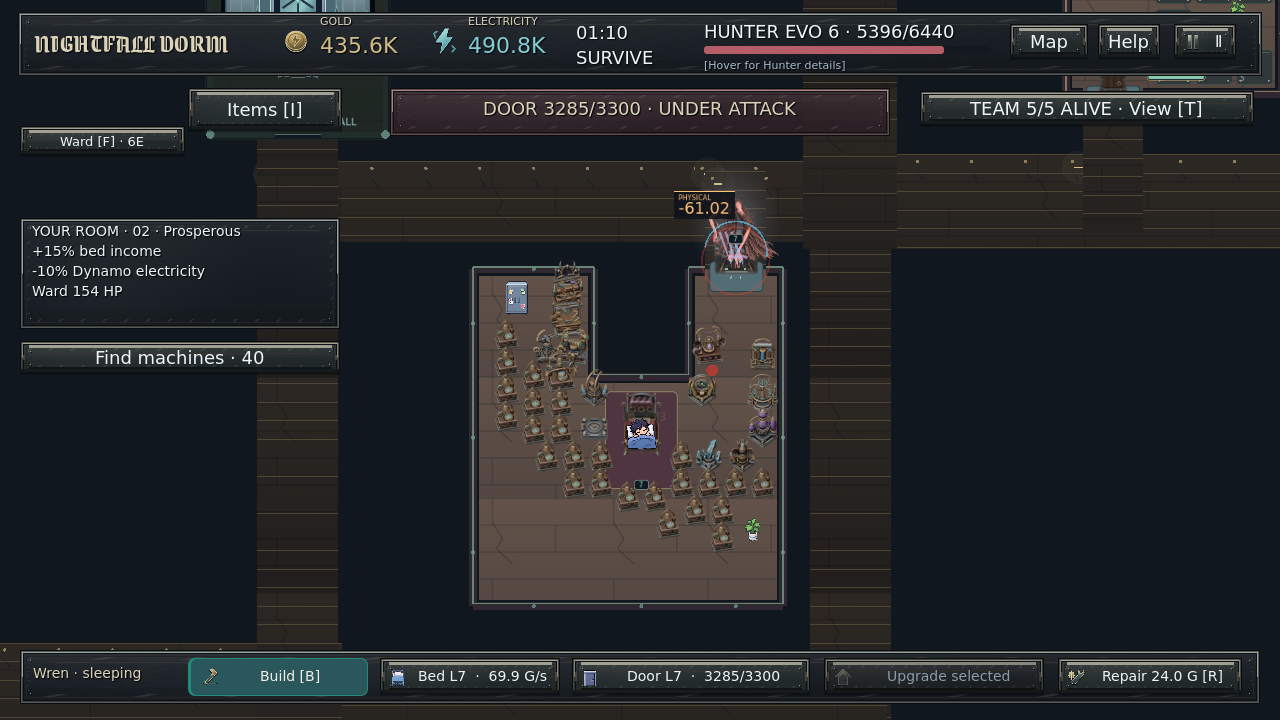 NIGHTFALL DORM
GOLD
435.6K
ELECTRICITY
490.8K
01:10
SURVIVE
HUNTER EVO 6 · 5396/6440
[Hover for Hunter details]
Map
Help
II
Items [I]
DOOR 3285/3300 · UNDER ATTACK
TEAM 5/5 ALIVE · View [T]
Ward [F] · 6E
PHYSICAL
-61.02
7
YOUR ROOM · 02 · Prosperous
+15% bed income
-10% Dynamo electricity
Ward 154 HP
Find machines · 40
7
Wren · sleeping
Build [B]
Bed L7 · 69.9 G/s
Door L7 · 3285/3300
Upgrade selected
Repair 24.0 G [R]